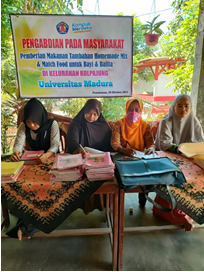 PENGABDIAN PADA MASYARAKAT
Pemberian Makanan Tambahan Homemade Mix
& Match Food untuk Bayi & Balita
DI KELURAHAN KOLPAJUNG
Universitas Madura